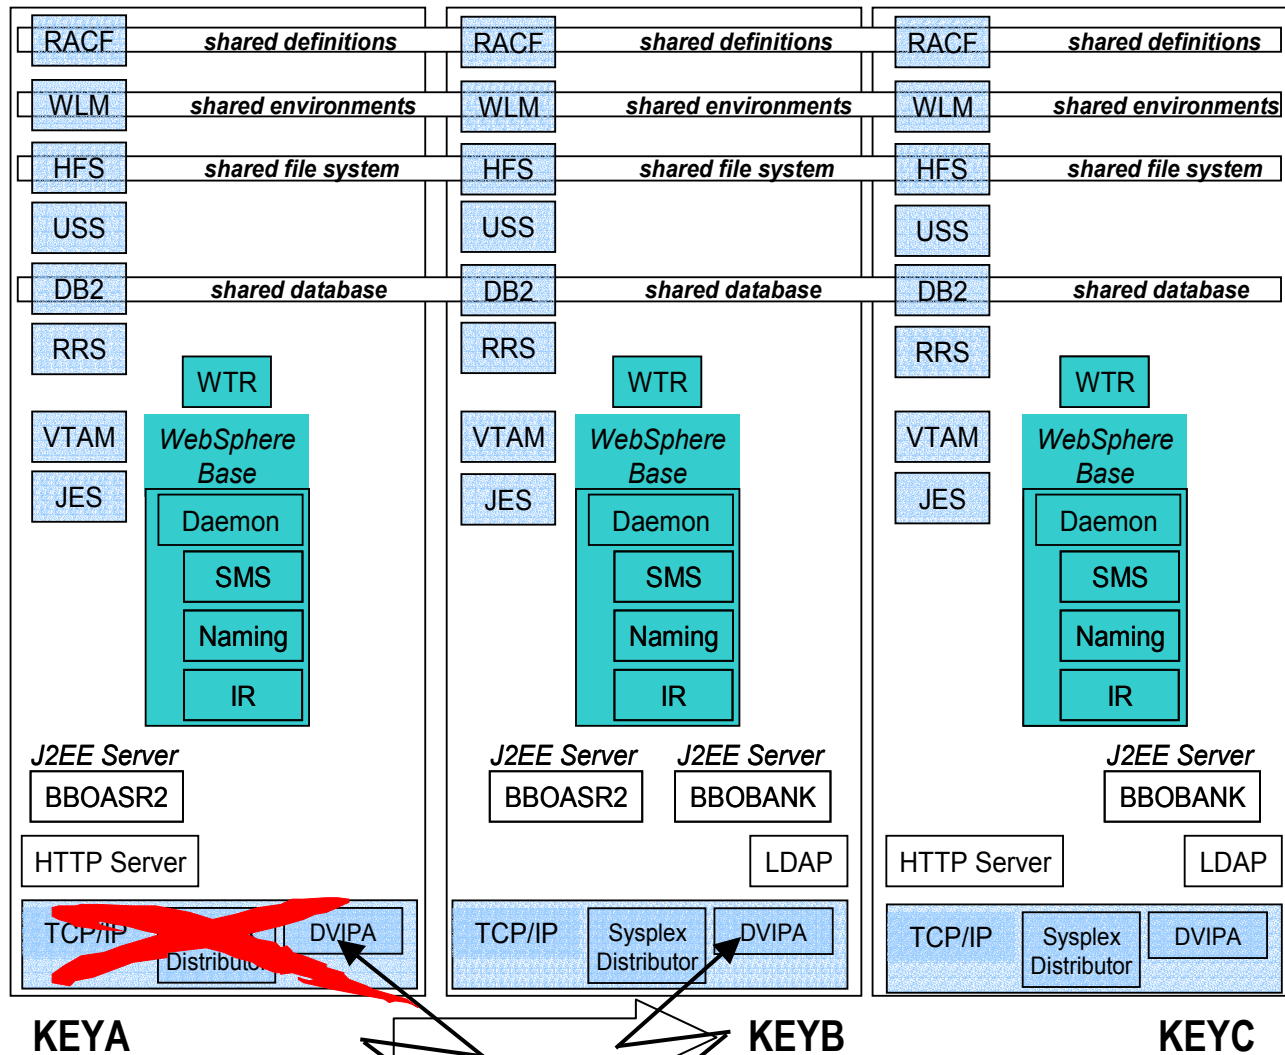 RACF shared definitions RACF shared definitions RACF shared definitions
WLM shared environments WLM shared environments WLM shared environments
HFS shared file system HFS shared file system HFS shared file system
USS USS USS
DB2 shared database DB2 shared database DB2 shared database
RRS RRS RRS
WTR WTR WTR
VTAM WebSphere VTAM WebSphere VTAM WebSphere
Base Base Base
JES JES JES
Daemon Daemon Daemon
SMS SMS SMS
Naming Naming Naming
IR IR IR
J2EE Server J2EE Server J2EE Server J2EE Server
BBOASR2 BBOASR2 BBOBANK BBOBANK
HTTP Server LDAP HTTP Server LDAP
TCP/IP DVIPA TCP/IP Sysplex DVIPA TCP/IP Sysplex DVIPA
Distributor Distributor Distributor
KEYA KEYB KEYC